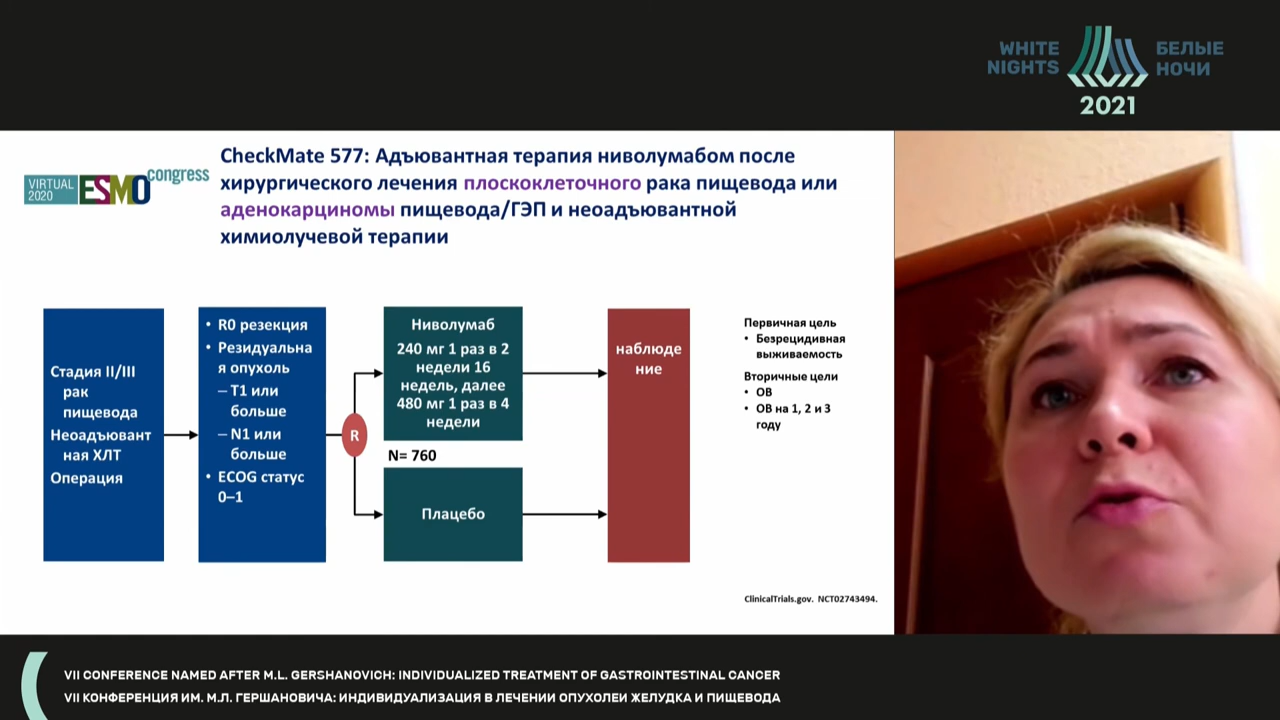 WHITE
NIGHTS
БЕЛЫЕ
НОЧИ
2021
VIRTUAL
2020
ESMO
congress
CheckMate 577: Адъювантная терапия ниволумабом после
хирургического лечения плоскоклеточного рака пищевода или
аденокарциномы пищевода/ГЭП и неоадъювантной
химиолучевой терапии
Стадия II/III
рак
пищевода
Неоадъювант
ная ХЛТ
Операция
• R0 резекция
• Резидуальна
я опухоль
– T1 или
больше
– N1 или
больше
• ECOG статус
0–1
R
Ниволумаб
240 мг 1 раз в 2
недели 16
недель, далее
480 мг 1 раз в 4
недели
N= 760
Плацебо
наблюде
ние
Первичная цель
• Безрецидивная
выживаемость
Вторичные цели
• ОВ
• ОВ на 1, 2 и 3
году
ClinicalTrials.gov. NCT02743494.
VII CONFERENCE NAMED AFTER M.L. GERSHANOVICH: INDIVIDUALIZED TREATMENT OF GASTROINTESTINAL CANCER
VII КОНФЕРЕНЦИЯ ИМ. М.Л. ГЕРШАНОВИЧА: ИНДИВИДУАЛИЗАЦИЯ В ЛЕЧЕНИИ ОПУХОЛЕИ ЖЕЛУДКА И ПИЩЕВОДА